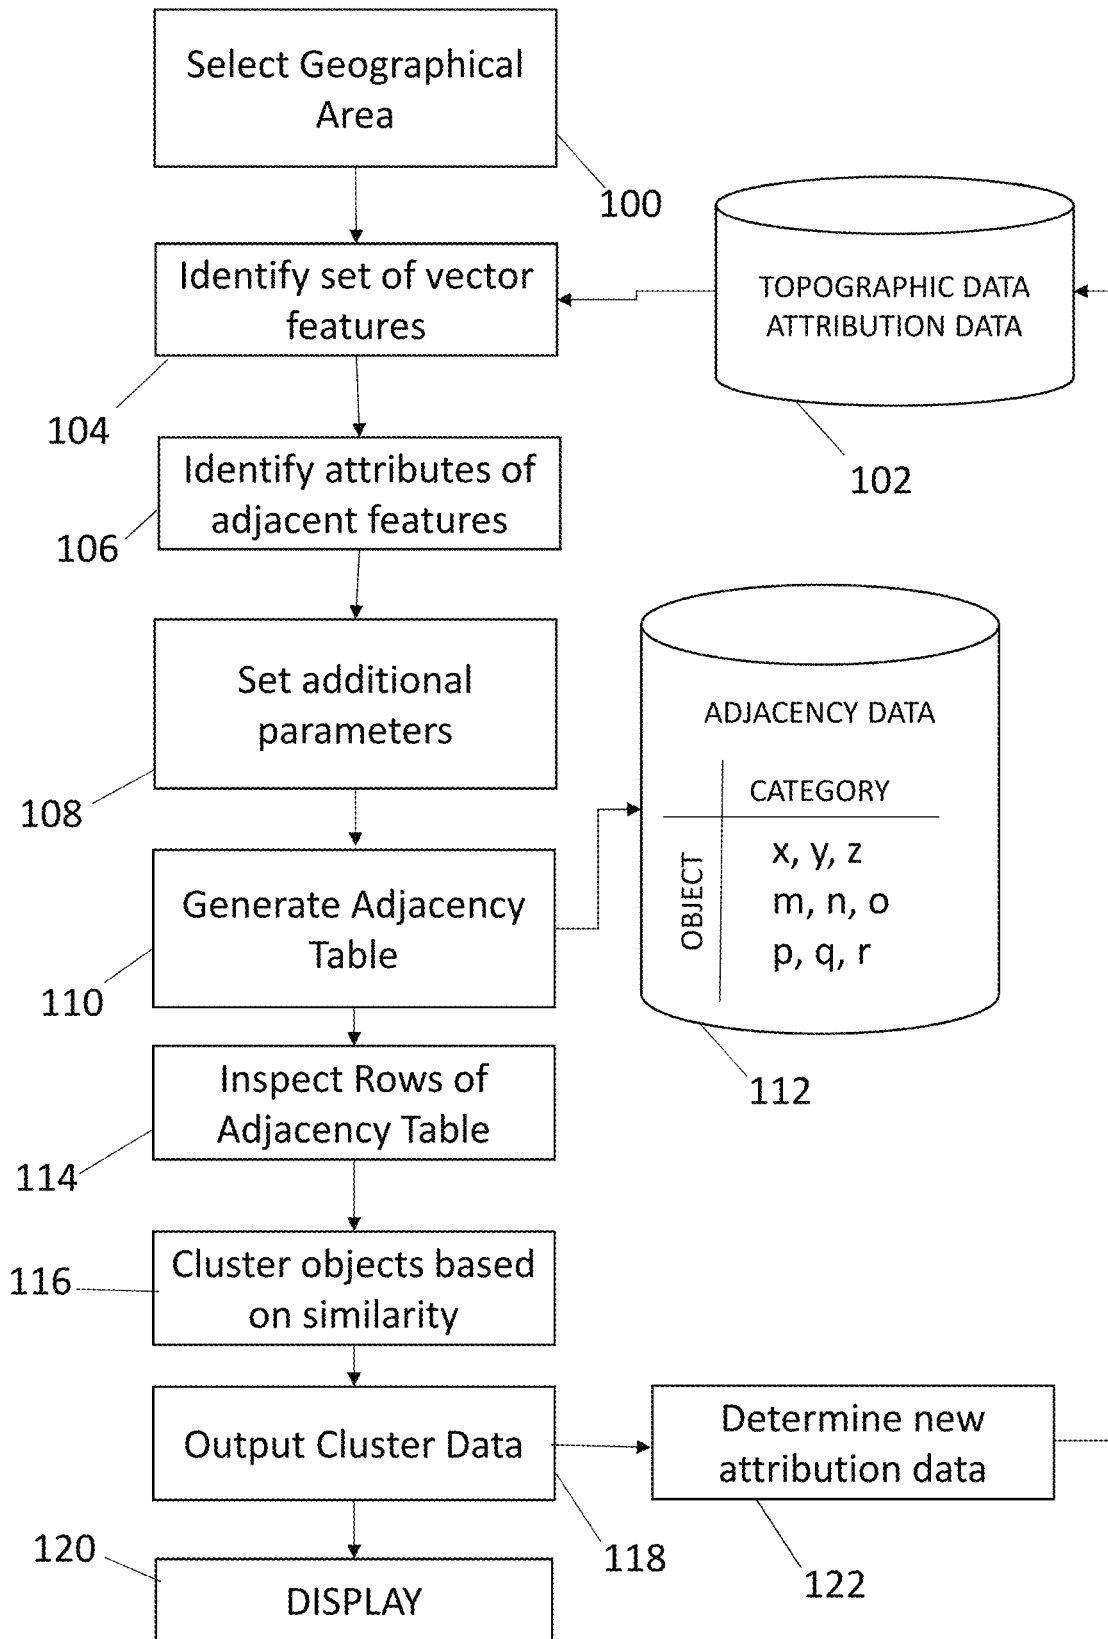 Select Geographical
Area
100
Identify set of vector
features
104
TOPOGRAPHIC DATA
ATTRIBUTION DATA
102
Identify attributes of
adjacent features
106
Set additional
parameters
108
ADJACENCY DATA
CATEGORY
OBJECT
x, y, z
m, n, o
p, q, r
112
Generate Adjacency
Table
110
Inspect Rows of
Adjacency Table
114
Cluster objects based
on similarity
116
Output Cluster Data
118
Determine new
attribution data
122
120
DISPLAY